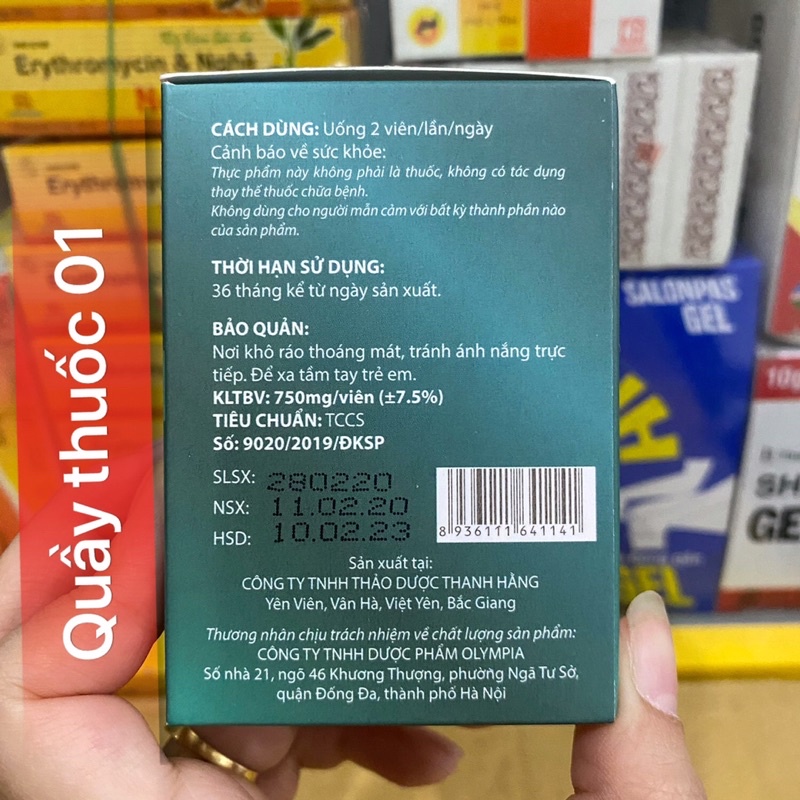 CÁCH DÙNG: Uống 2 viên/lần/ngày
Cảnh báo về sức khỏe:
Thực phẩm này không phải là thuốc, không có tác dụng
thay thế thuốc chữa bệnh.
Không dùng cho người mẫn cảm với bất kỳ thành phần nào
của sản phẩm.
THỜI HẠN SỬ DỤNG:
36 tháng kể từ ngày sản xuất.
BẢO QUẢN:
Nơi khô ráo thoáng mát, tránh ánh nắng trực
tiếp. Để xa tầm tay trẻ em.
KLTBV: 750mg/viên (±7.5%)
TIÊU CHUẨN: TCCS
Số: 9020/2019/ĐKSP
SLSX: 280220
NSX: 11.02.20
HSD: 10.02.23
8 936111 641141
Sản xuất tại:
CÔNG TY TNHH THẢO DƯỢC THANH HẰNG
Yên Viên, Vân Hà, Việt Yên, Bắc Giang
Thương nhân chịu trách nhiệm về chất lượng sản phẩm:
CÔNG TY TNHH DƯỢC PHẨM OLYMPIA
Số nhà 21, ngõ 46 Khương Thượng, phường Ngã Tư Sở,
quận Đống Đa, thành phố Hà Nội
Quầy thuốc 01
Erythromycin & Nghệ
SALONPAS
GEL
GEL